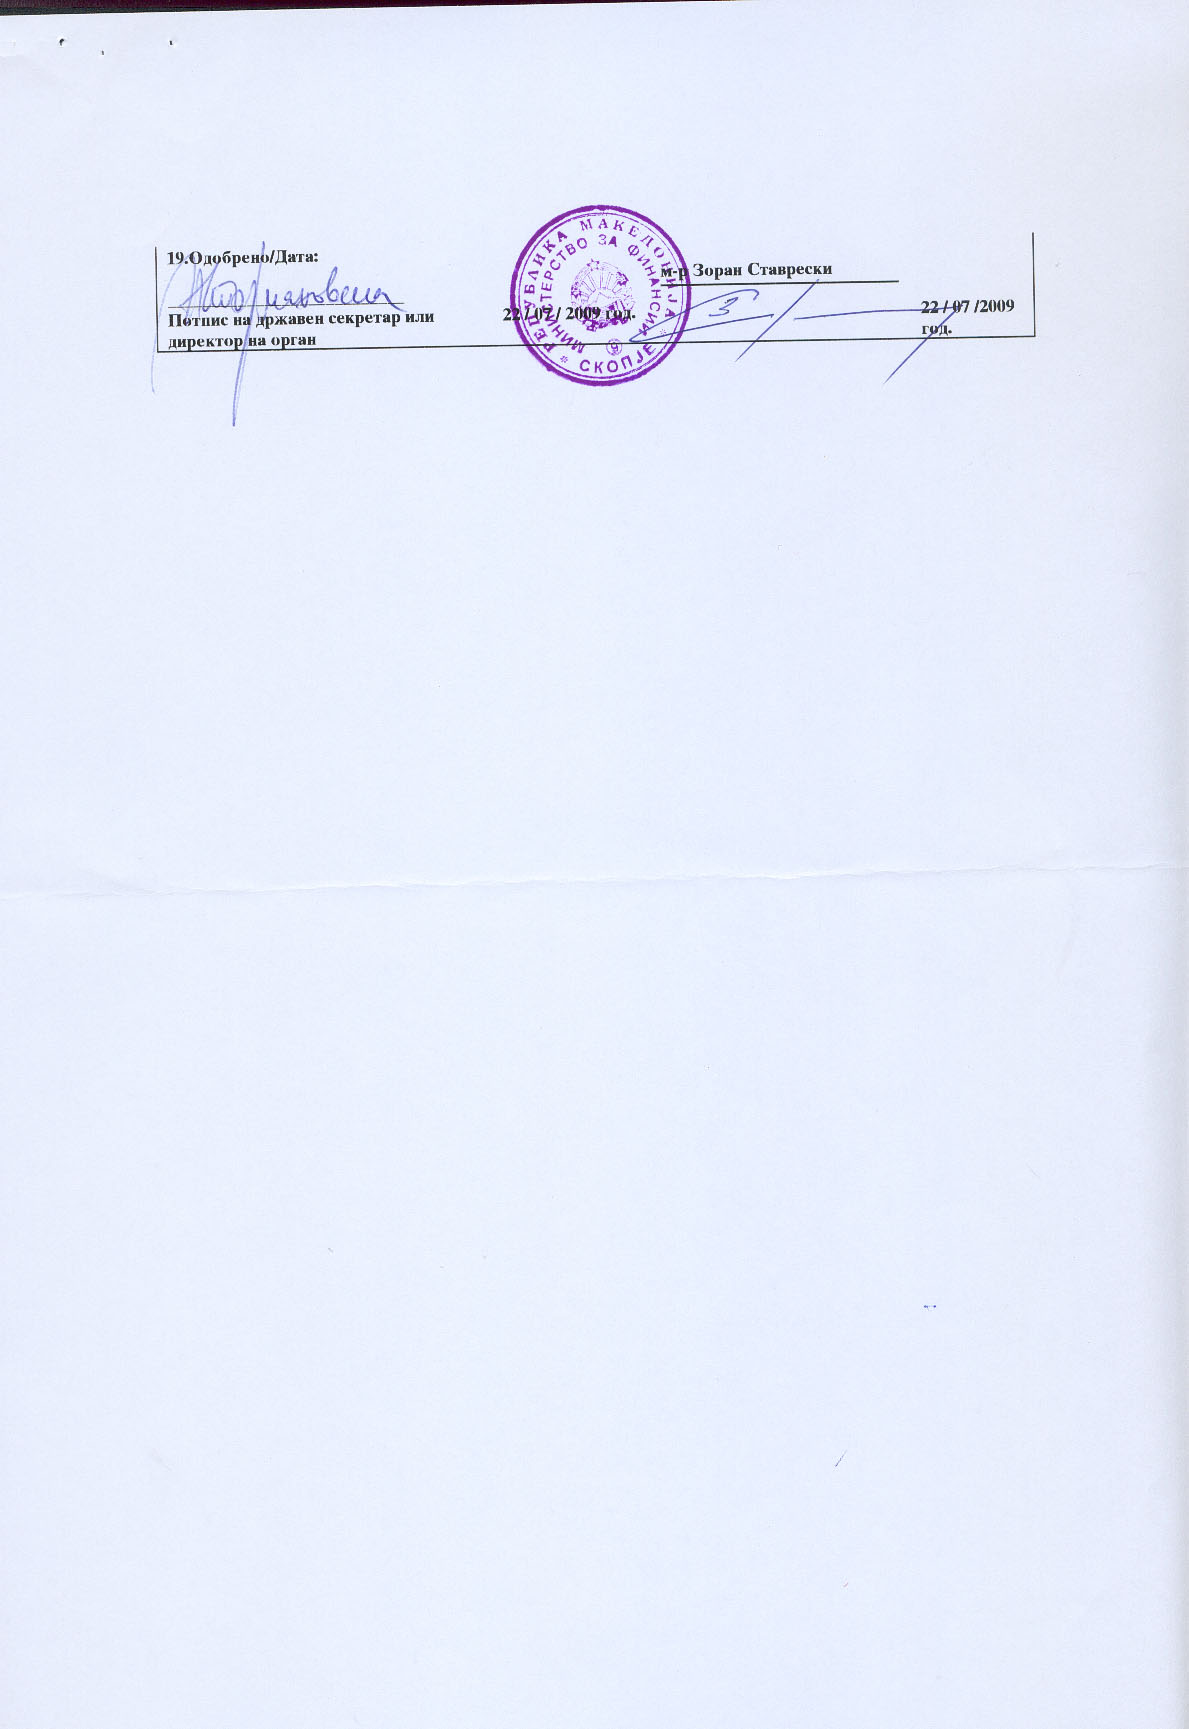 19.Одобрено/Дата:
м-р Зоран Ставрески
Потпис на државен секретар или
директор на орган
22 / 07 / 2009 год.
22 / 07 /2009
год.
РЕПУБЛИКА МАКЕДОНИЈА
МИНИСТЕРСТВО ЗА ФИНАНСИИ
6
СКОПЈЕ